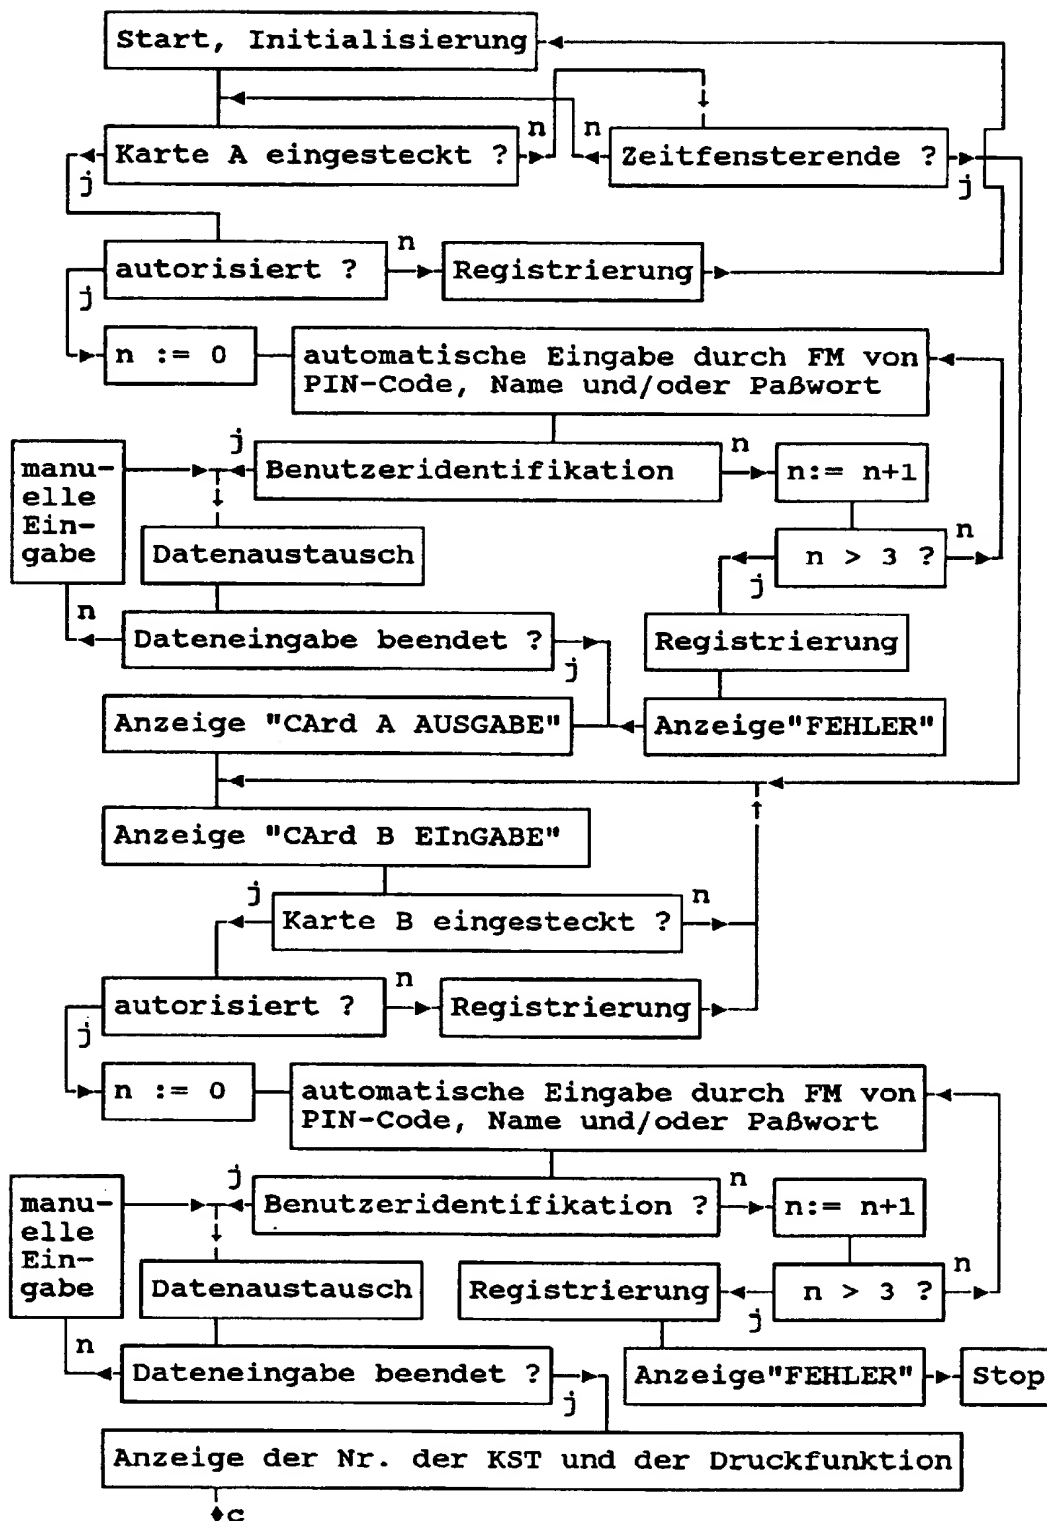 Start, Initialisierung
n n
Karte A eingesteckt ? Zeitfensterende ?
j j
n
autorisiert ? Registrierung
j
n := 0 automatische Eingabe durch FM von
PIN-Code, Name und/oder Paßwort
j n
manu-
elle
Ein-
gabe
Benutzeridentifikation n:= n+1
n
Datenaustausch n > 3 ?
j
n
Dateneingabe beendet ? Registrierung
j
Anzeige "CArd A AUSGABE" Anzeige"FEHLER"
Anzeige "CArd B EInGABE"
j n
Karte B eingesteckt ?
n
autorisiert ? Registrierung
j
n := 0 automatische Eingabe durch FM von
PIN-Code, Name und/oder Paßwort
j n
manu-
elle
Ein-
gabe
Benutzeridentifikation ? n:= n+1
n
Datenaustausch Registrierung n > 3 ?
j
n
Dateneingabe beendet ? Anzeige"FEHLER" Stop
j
Anzeige der Nr. der KST und der Druckfunktion
c